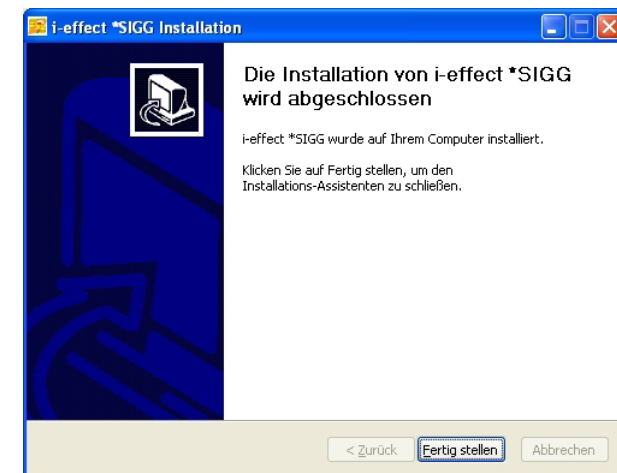 i-effect *SIGG Installation
Die Installation von i-effect *SIGG
wird abgeschlossen
i-effect *SIGG wurde auf Ihrem Computer installiert.
Klicken Sie auf Fertig stellen, um den
Installations-Assistenten zu schließen.
< Zurück Fertig stellen Abbrechen